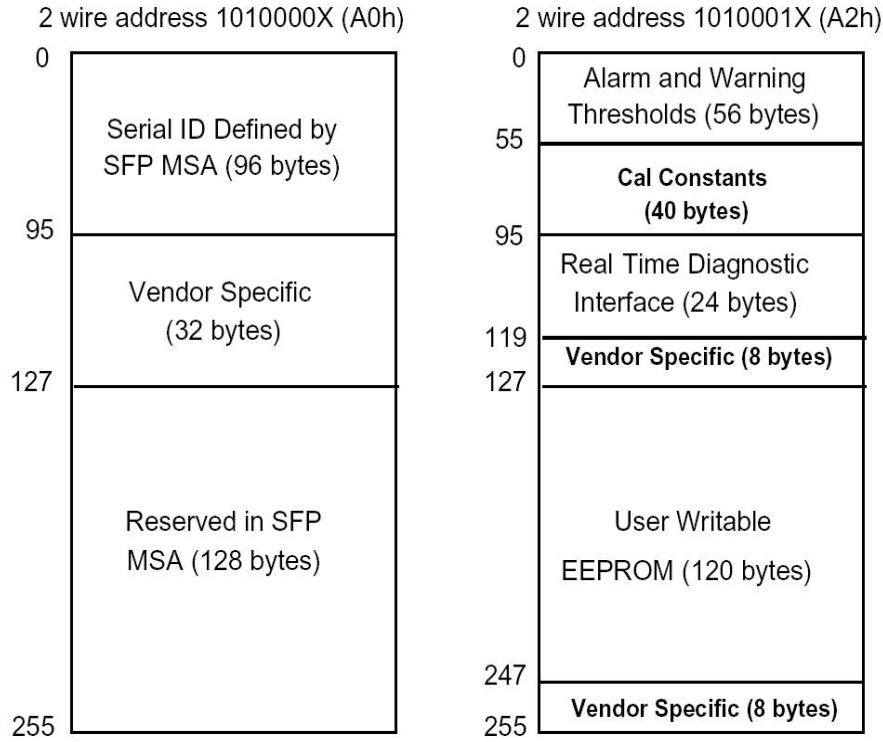 2 wire address 1010000X (A0h)
0
Serial ID Defined by
SFP MSA (96 bytes)
95
Vendor Specific
(32 bytes)
127
Reserved in SFP
MSA (128 bytes)
255
2 wire address 1010001X (A2h)
0
Alarm and Warning
Thresholds (56 bytes)
55
Cal Constants
(40 bytes)
95
Real Time Diagnostic
Interface (24 bytes)
119
Vendor Specific (8 bytes)
127
User Writable
EEPROM (120 bytes)
247
Vendor Specific (8 bytes)
255